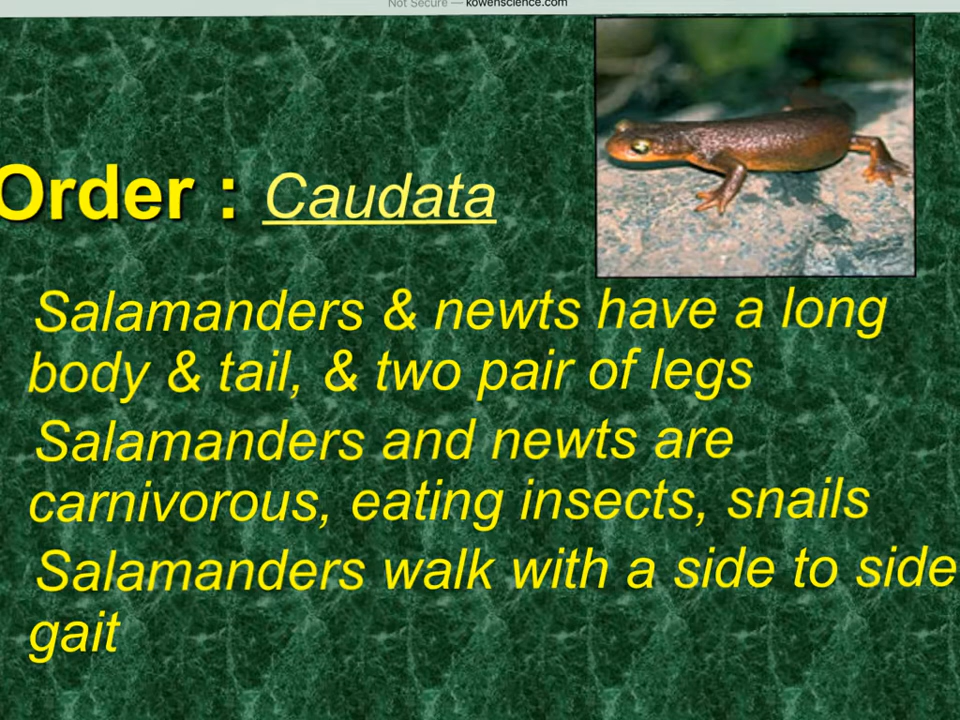 Not Secure — kowenscience.com
Order : Caudata
Salamanders & newts have a long
body & tail, & two pair of legs
Salamanders and newts are
carnivorous, eating insects, snails
Salamanders walk with a side to side
gait